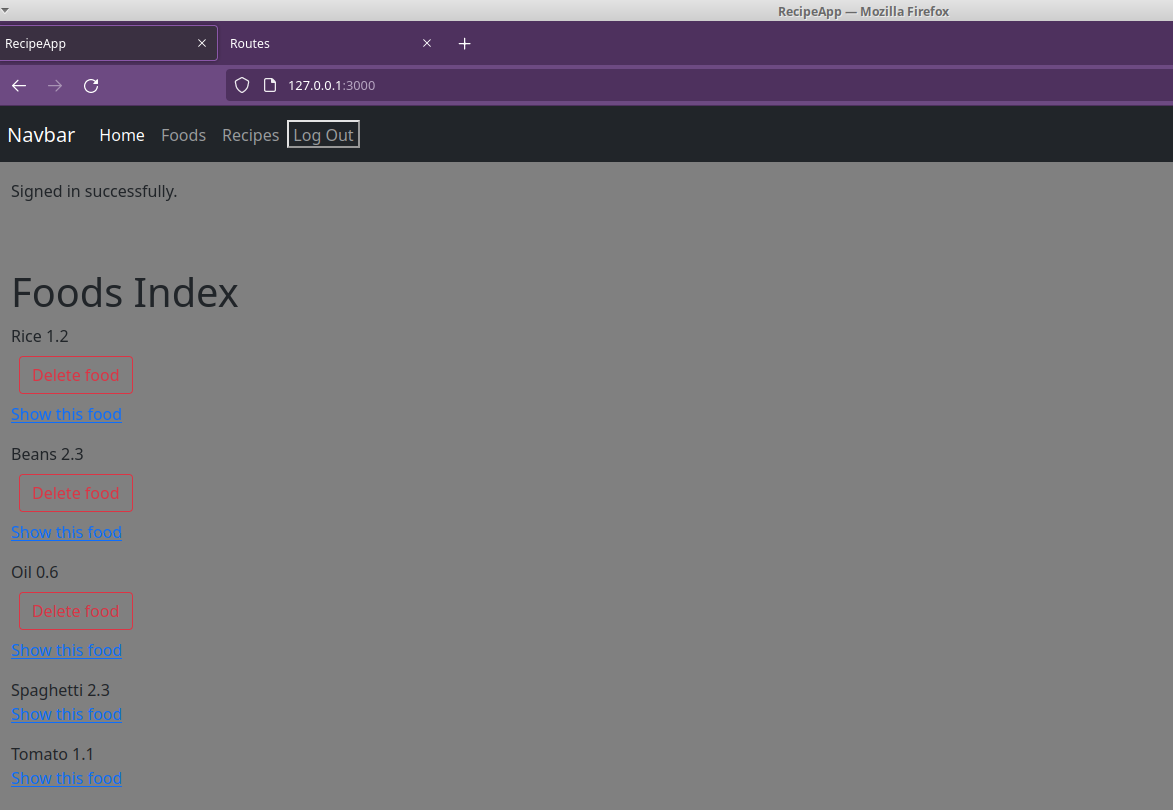 RecipeApp — Mozilla Firefox
RecipeApp Routes
127.0.0.1:3000
Navbar Home Foods Recipes Log Out
Signed in successfully.
Foods Index
Rice 1.2
Delete food
Show this food
Beans 2.3
Delete food
Show this food
Oil 0.6
Delete food
Show this food
Spaghetti 2.3
Show this food
Tomato 1.1
Show this food